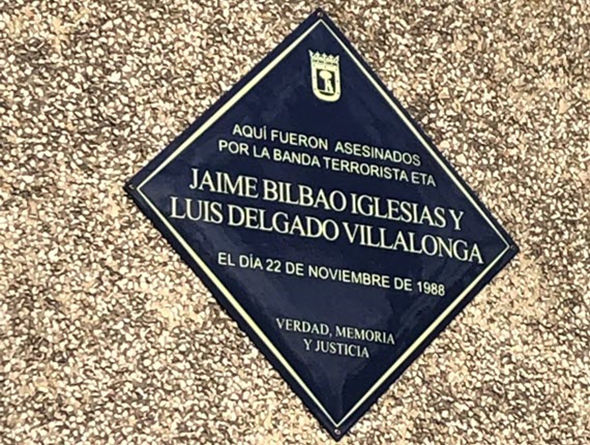 AQUÍ FUERON ASESINADOS
POR LA BANDA TERRORISTA ETA
JAIME BILBAO IGLESIAS Y
LUIS DELGADO VILLALONGA
EL DÍA 22 DE NOVIEMBRE DE 1988
VERDAD, MEMORIA
Y JUSTICIA